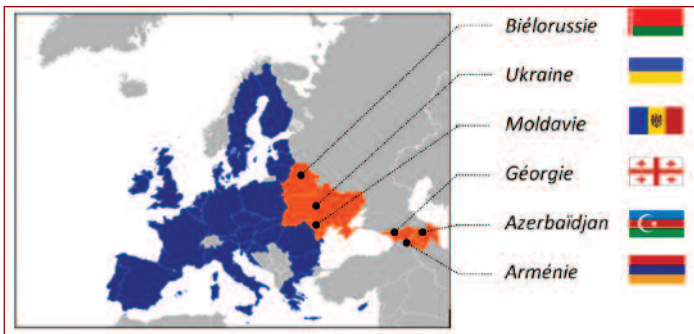 Biélorussie
Ukraine
Moldavie
Géorgie
Azerbaïdjan
Arménie